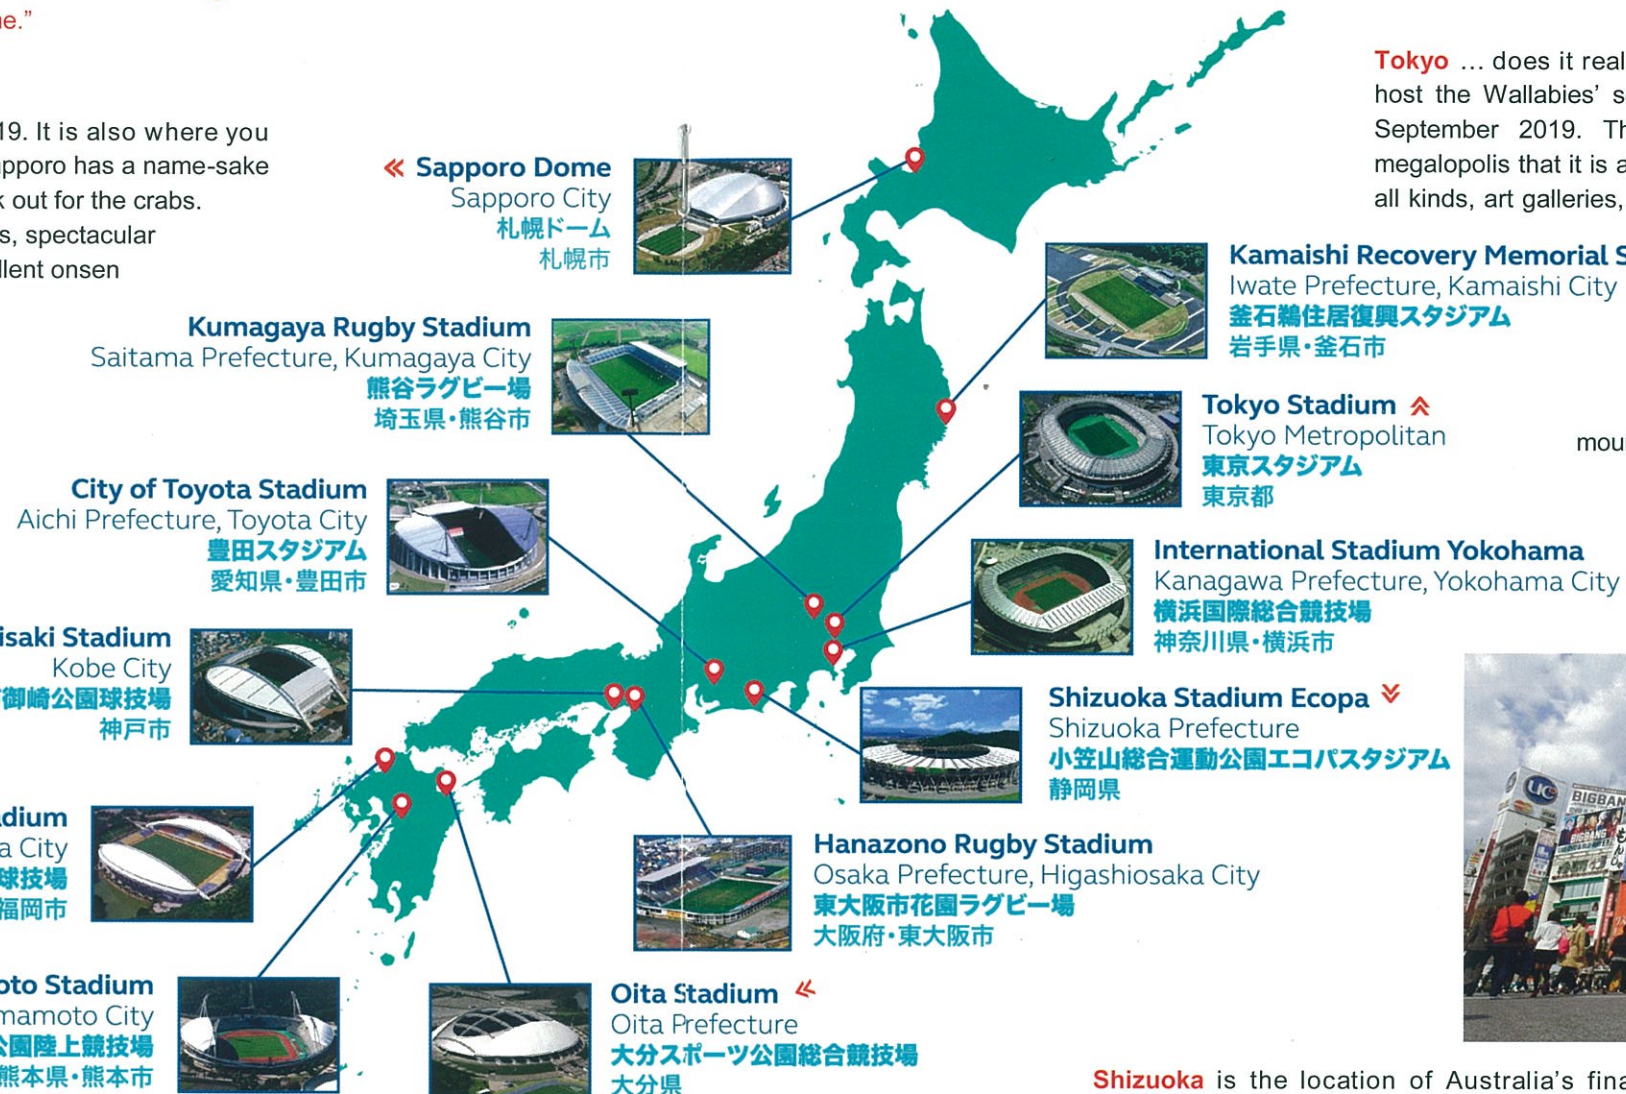 ne.”
19. It is also where you
apporo has a name-sake
k out for the crabs.
s, spectacular
llent onsen
Tokyo … does it real
host the Wallabies’ s
September 2019. Th
megalopolis that it is a
all kinds, art galleries,
Sapporo Dome
Sapporo City
札幌ドーム
札幌市
Kamaishi Recovery Memorial S
Iwate Prefecture, Kamaishi City
釜石鵜住居復興スタジアム
岩手県・釜石市
Kumagaya Rugby Stadium
Saitama Prefecture, Kumagaya City
熊谷ラグビー場
埼玉県・熊谷市
Tokyo Stadium
Tokyo Metropolitan
東京スタジアム
東京都
moul
City of Toyota Stadium
Aichi Prefecture, Toyota City
豊田スタジアム
愛知県・豊田市
International Stadium Yokohama
Kanagawa Prefecture, Yokohama City
横浜国際総合競技場
神奈川県・横浜市
isaki Stadium
Kobe City
御崎公園球技場
神戸市
Shizuoka Stadium Ecopa
Shizuoka Prefecture
小笠山総合運動公園エコパスタジアム
静岡県
adium
a City
球技場
福岡市
Hanazono Rugby Stadium
Osaka Prefecture, Higashiosaka City
東大阪市花園ラグビー場
大阪府・東大阪市
UC
BIGBAN
BIGBANG
oto Stadium
mamoto City
公園陸上競技場
熊本県・熊本市
Oita Stadium
Oita Prefecture
大分スポーツ公園総合競技場
大分県
Shizuoka is the location of Australia’s fina